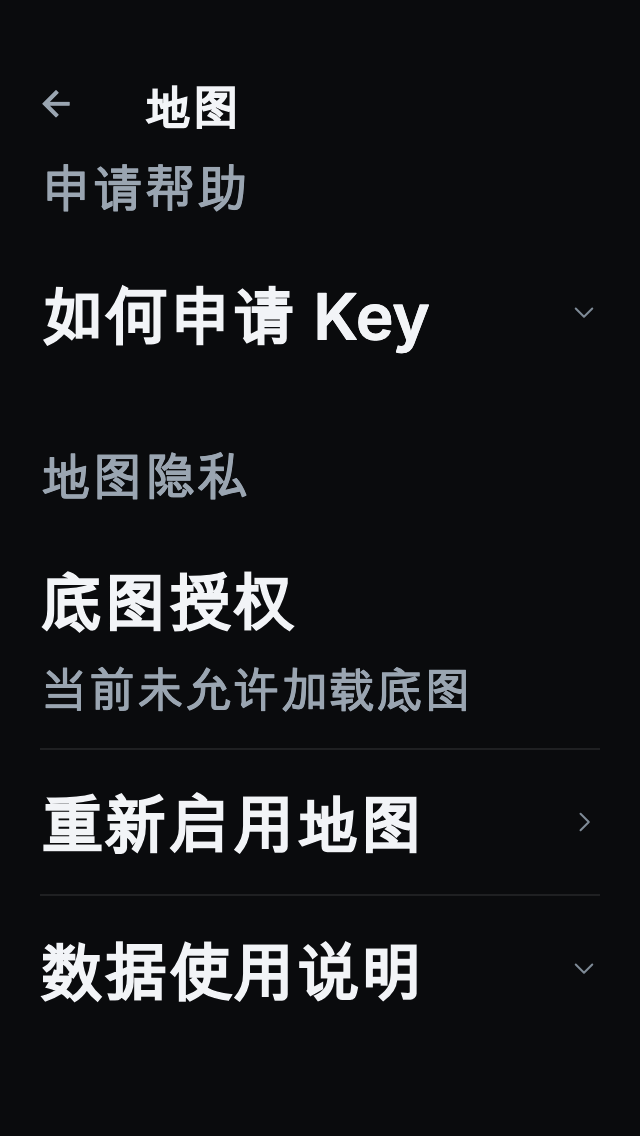 地图
申请帮助
如何申请 Key
地图隐私
底图授权
当前未允许加载底图
重新启用地图
数据使用说明